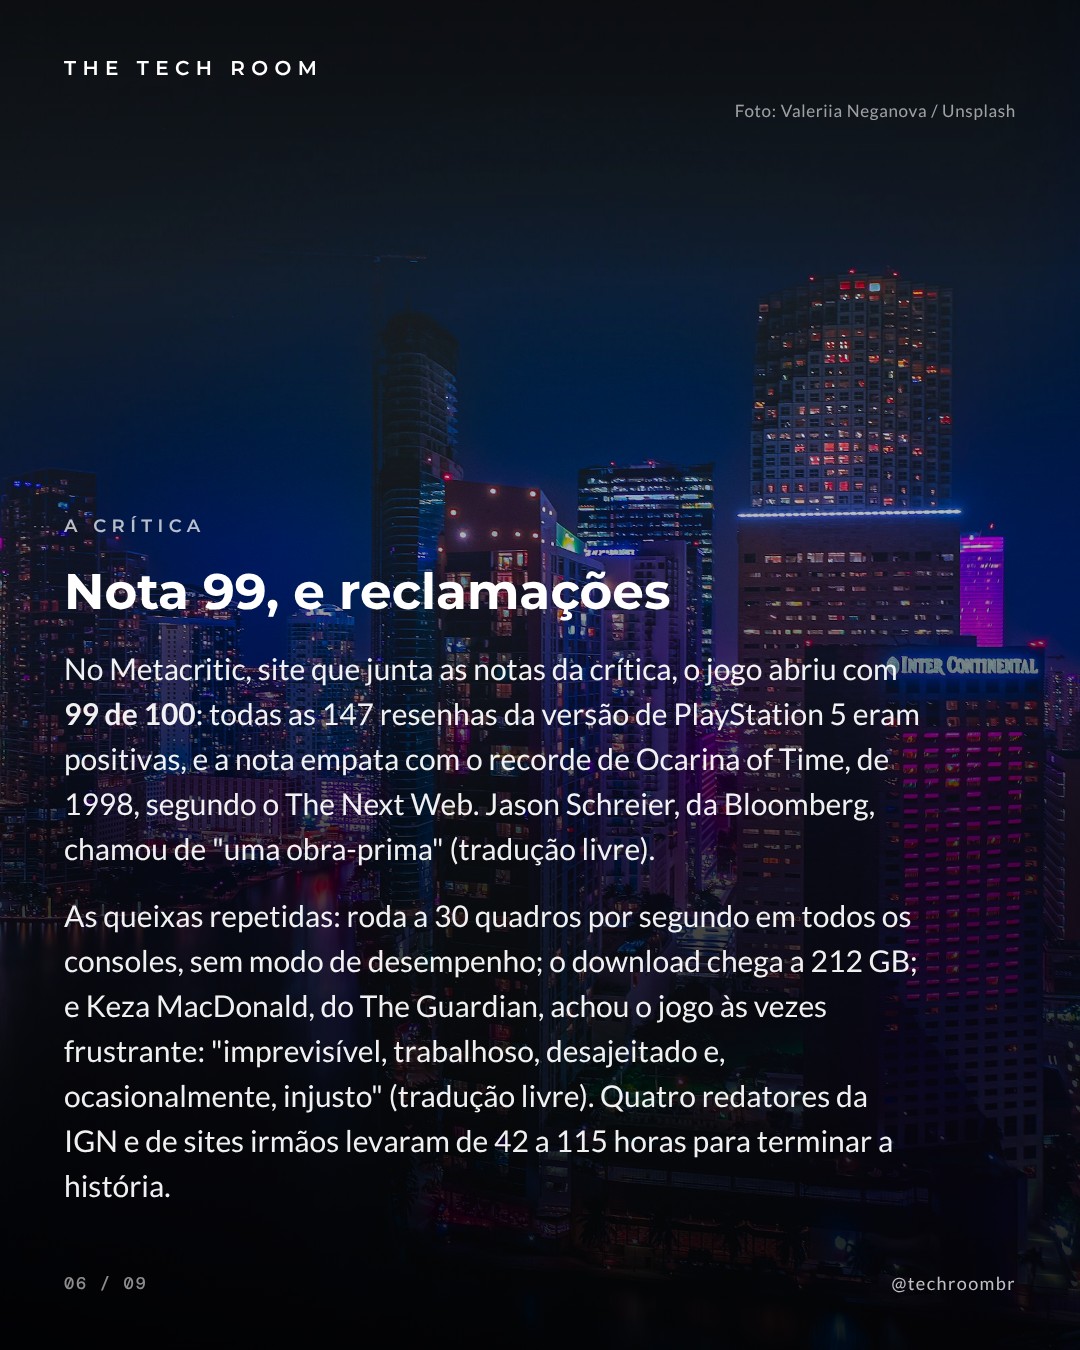 THE TECH ROOM
Foto: Valeriia Neganova / Unsplash
A CRÍTICA
Nota 99, e reclamações
No Metacritic, site que junta as notas da crítica, o jogo abriu com
INTER CONTINENTAL
99 de 100: todas as 147 resenhas da versão de PlayStation 5 eram
positivas, e a nota empata com o recorde de Ocarina of Time, de
1998, segundo o The Next Web. Jason Schreier, da Bloomberg,
chamou de "uma obra-prima" (tradução livre).
As queixas repetidas: roda a 30 quadros por segundo em todos os
consoles, sem modo de desempenho; o download chega a 212 GB;
e Keza MacDonald, do The Guardian, achou o jogo às vezes
frustrante: "imprevisível, trabalhoso, desajeitado e,
ocasionalmente, injusto" (tradução livre). Quatro redatores da
IGN e de sites irmãos levaram de 42 a 115 horas para terminar a
história.
06 / 09
@techroombr